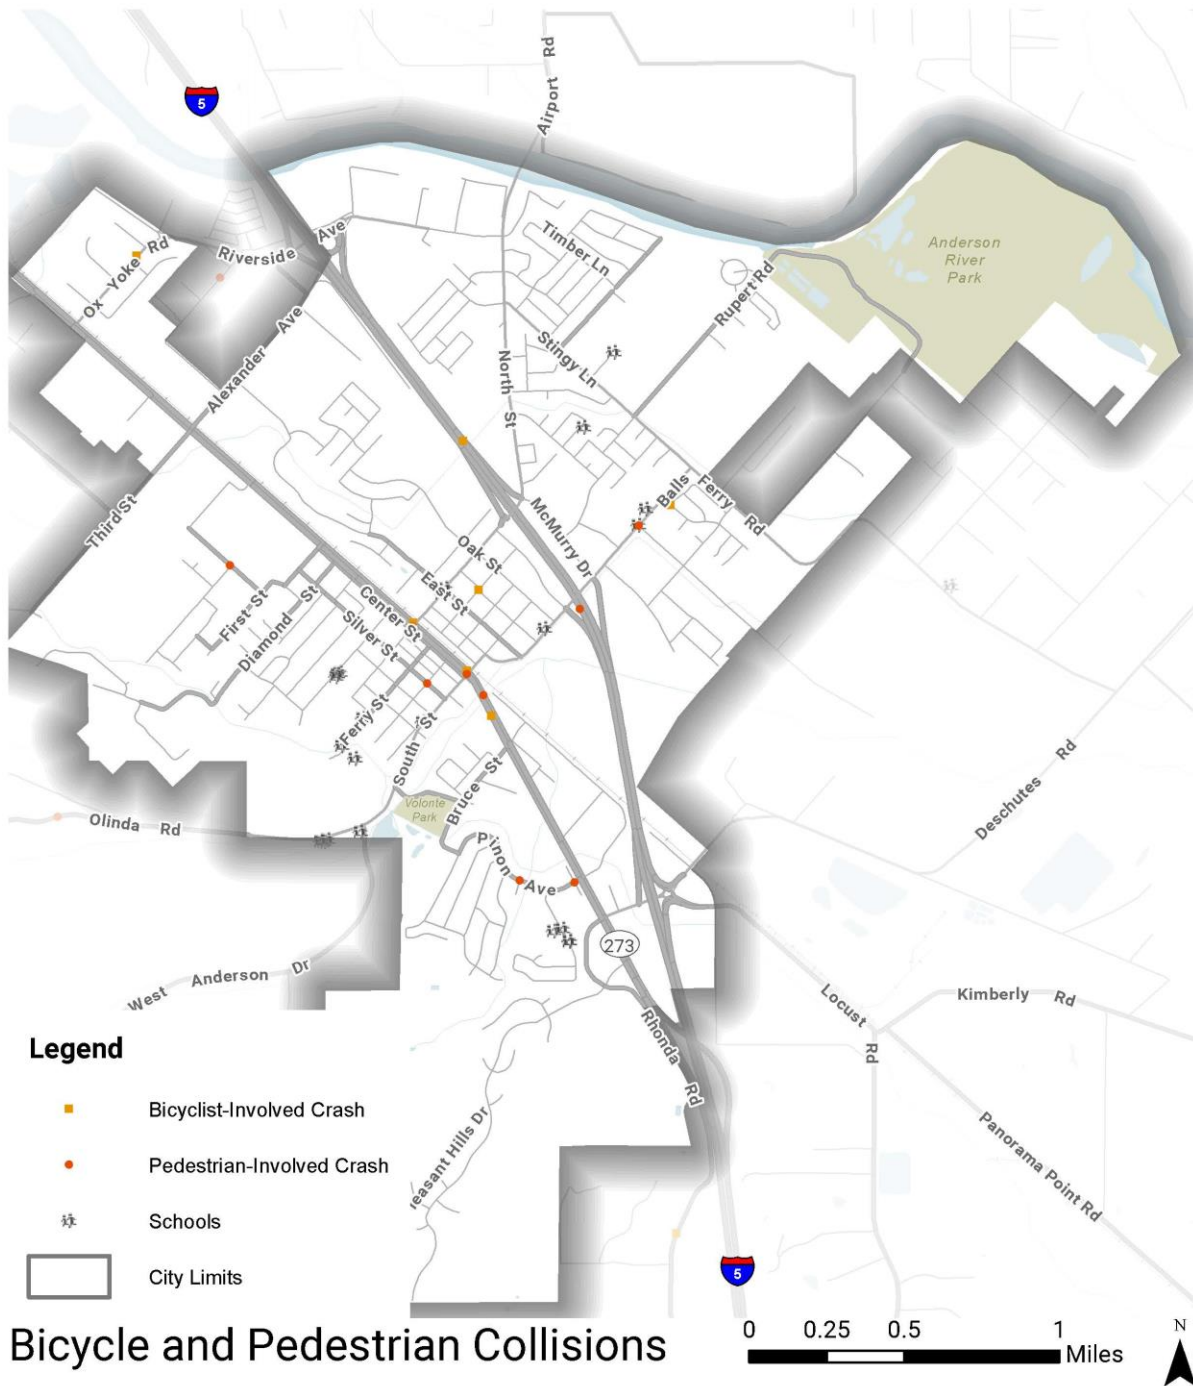 5
Airport Rd
Timber Ln
Anderson
River
Park
Ox Yoke Rd
Riverside Ave
Rupert Rd
Alexander Ave
Stingy Ln
North St
Balls Ferry Rd
McMurry Dr
Third St
Oak St
East St
Center St
Silver St
First St
Diamond St
Ferry St
South St
Bruce St
Volonte
Park
Olinda Rd
Deschutes Rd
Pinon Ave
273
West Anderson Dr
Locust Rd
Kimberly Rd
Rhonda Rd
Panorama Point Rd
leasant Hills Dr
5
Legend
Bicyclist-Involved Crash
Pedestrian-Involved Crash
Schools
City Limits
Bicycle and Pedestrian Collisions
0 0.25 0.5 1
Miles
N